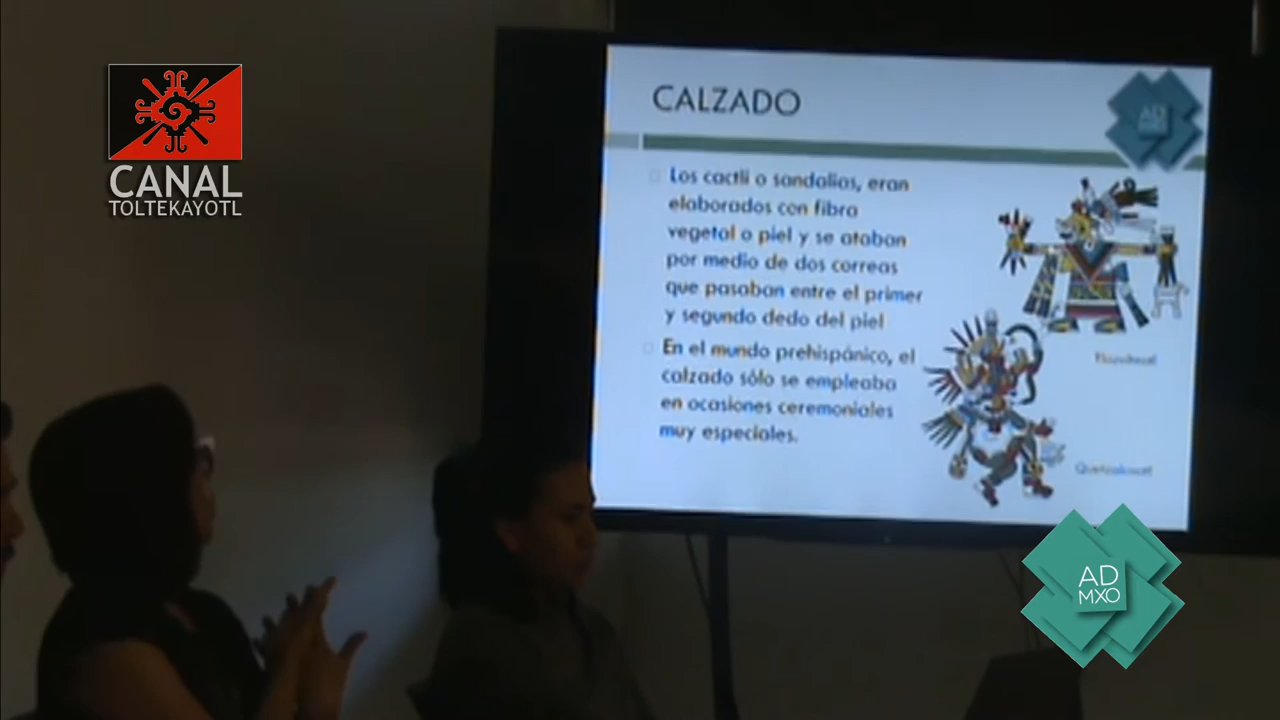 CANAL
TOLTEKAYOTL
CALZADO
AD
Los cactli o sandalias, eran
elaborados con fibra
vegetal o piel y se ataban
por medio de dos correas
que pasaban entre el primer
y segundo dedo del piel
En el mundo prehispánico, el
calzado sólo se empleaba
en ocasiones ceremoniales
muy especiales.
AD
MXO